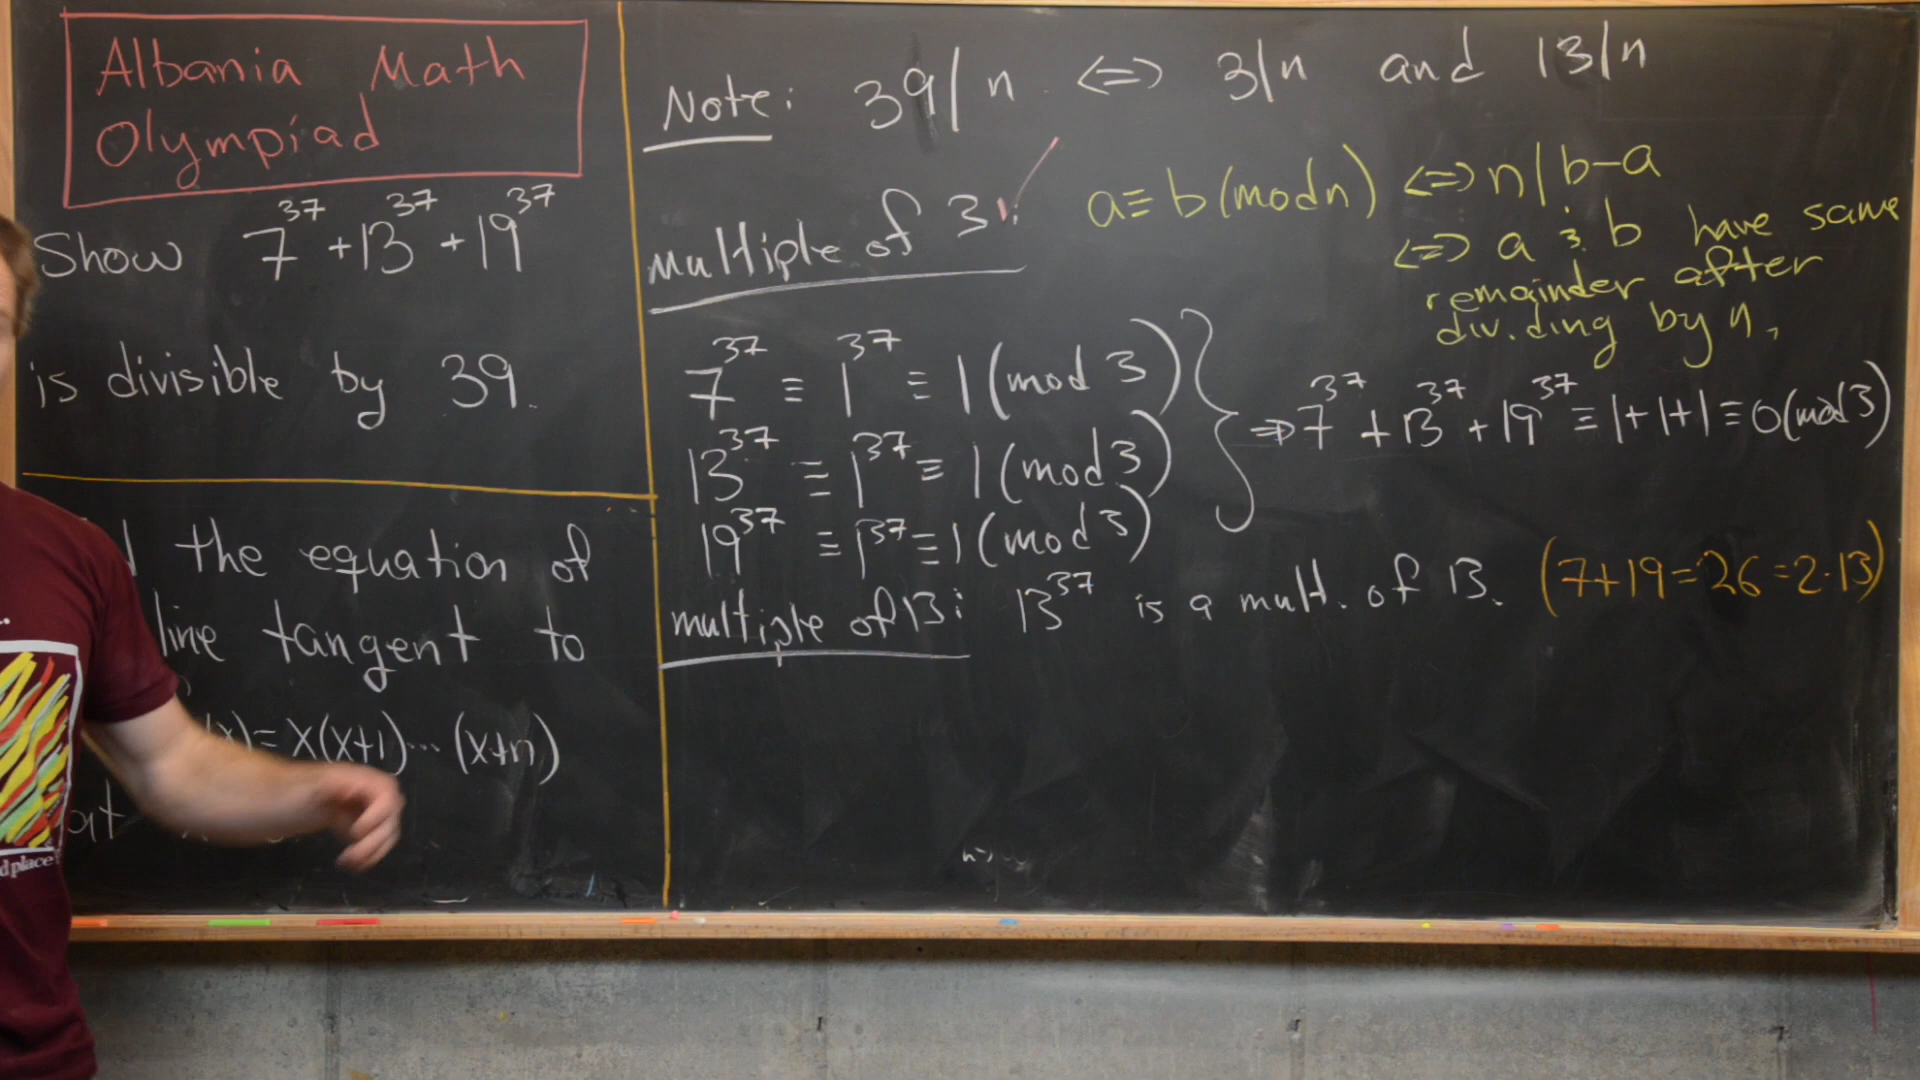 Albania Math
Olympiad
Show 7^37 + 13^37 + 19^37
is divisible by 39.
the equation of
line tangent to
x)= x(x+1)... (x+n)
at
Note: 39|n <=> 3|n and 13|n
multiple of 3:
a≡b(mod n) <=> n|b-a
<=> a & b have same
remainder after
dividing by n.
7^37 ≡ 1^37 ≡ 1 (mod 3)
13^37 ≡ 1^37 ≡ 1 (mod 3)
19^37 ≡ 1^37 ≡ 1 (mod 3)
⇒ 7^37 + 13^37 + 19^37 ≡ 1+1+1 ≡ 0 (mod 3)
multiple of 13: 13^37 is a mult. of 13. (7+19=26=2·13)
d place